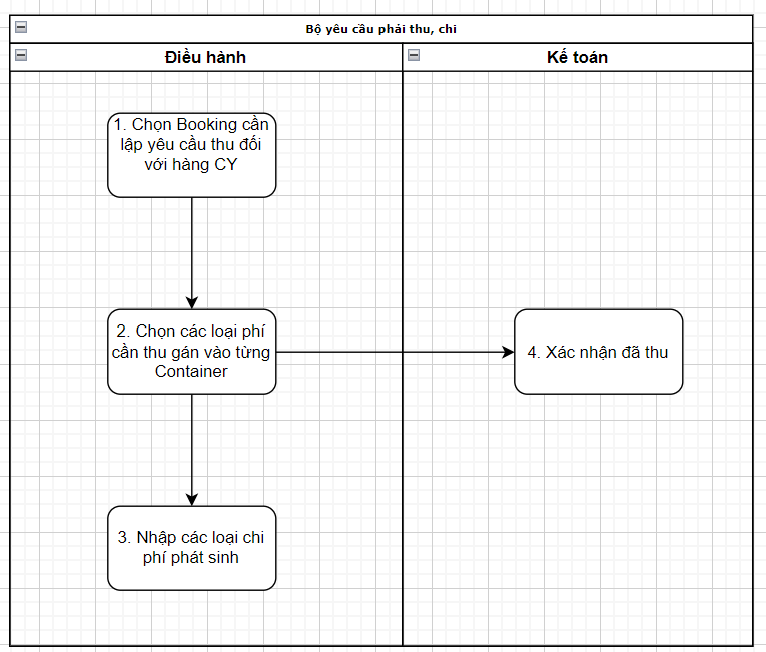 Bộ yêu cầu phải thu, chi
Điều hành
Kế toán
1. Chọn Booking cần
lập yêu cầu thu đối
với hàng CY
2. Chọn các loại phí
cần thu gán vào từng
Container
4. Xác nhận đã thu
3. Nhập các loại chi
phí phát sinh